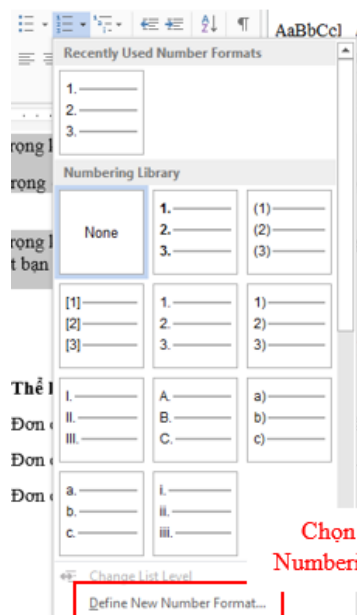 AaBbCcl
Recently Used Number Formats
1.
2.
3.
rọng
rọng
Numbering Library
None
1.
2.
3.
(1)
(2)
(3)
rọng
t bạn
[1]
[2]
[3]
1.
2.
3.
1)
2)
3)
Thể
I.
II.
III.
A.
B.
C.
a)
b)
c)
Đơn
Đơn
Đơn
a.
b.
c.
i.
ii.
iii.
Chọn
Numberi
Change List Level
Define New Number Format...